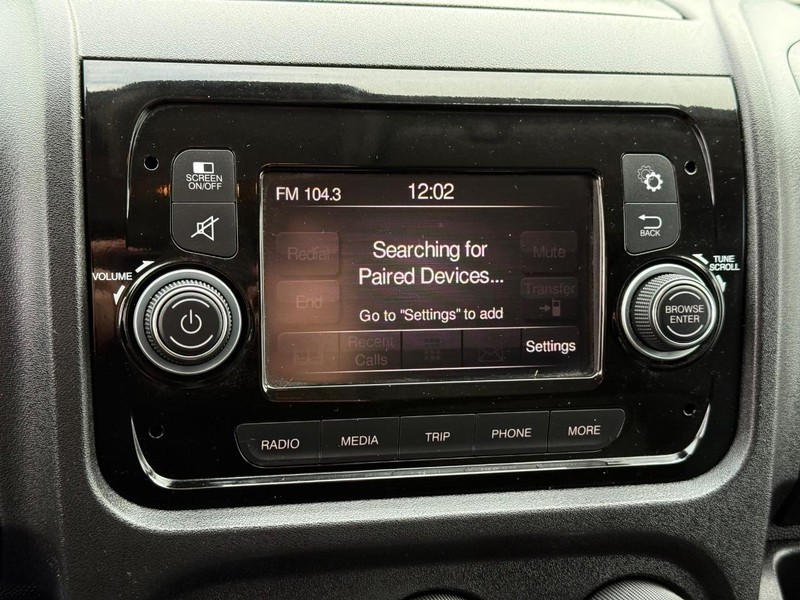 SCREEN
ON/OFF
VOLUME
FM 104.3 12:02
Redial
Searching for
Paired Devices...
Mute
End
Transfer
Go to "Settings" to add
Recent
Calls
Settings
BACK
TUNE
SCROLL
BROWSE
ENTER
RADIO MEDIA TRIP PHONE MORE